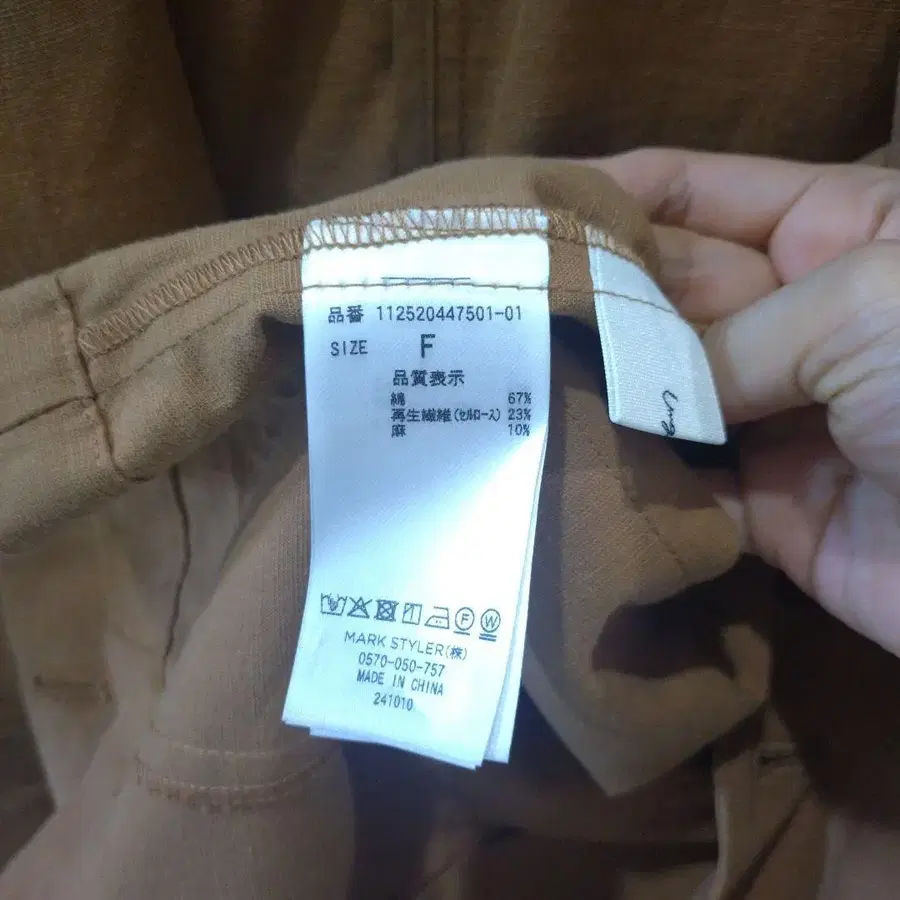 品番 112520447501-01
SIZE F
品質表示
綿 67%
再生繊維(セルロース) 23%
麻 10%
F W
MARK STYLER(株)
0570-050-757
MADE IN CHINA
241010